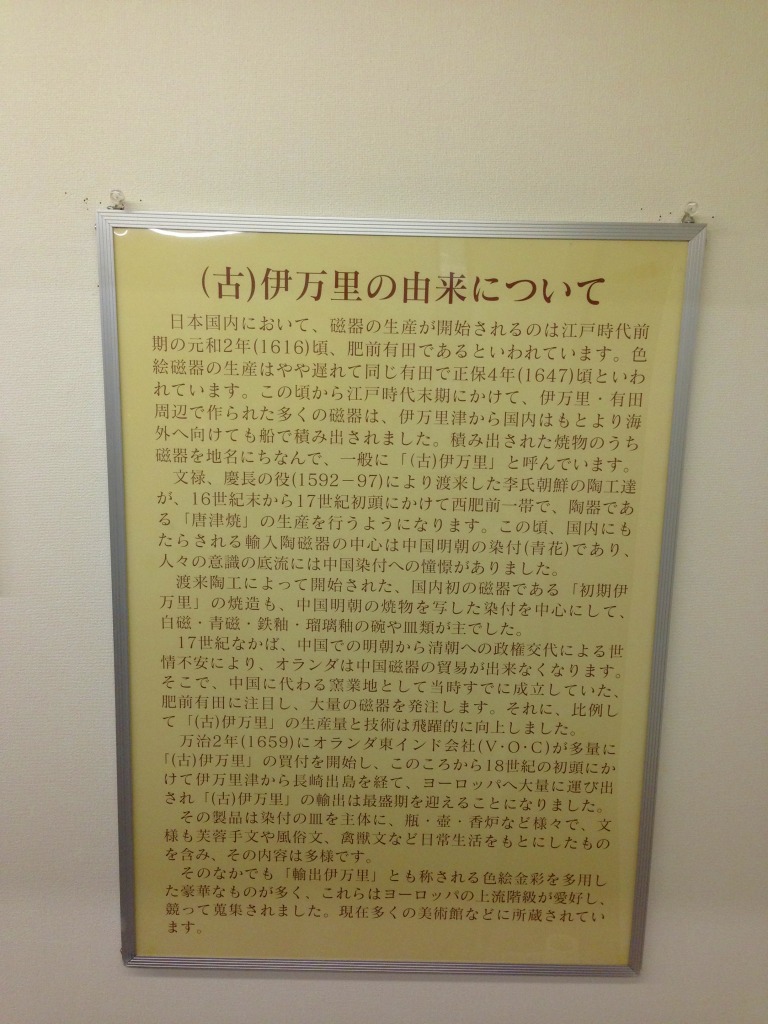 (古)伊万里の由来について
日本国内において、磁器の生産が開始されるのは江戸時代前
期の元和2年(1616)頃、肥前有田であるといわれています。色
絵磁器の生産はやや遅れて同じ有田で正保4年(1647)頃といわ
れています。この頃から江戸時代末期にかけて、伊万里・有田
周辺で作られた多くの磁器は、伊万里津から国内はもとより海
外へ向けても船で積み出されました。積み出された焼物のうち
磁器を地名にちなんで、一般に「(古)伊万里」と呼んでいます。
文禄、慶長の役(1592－97)により渡来した李氏朝鮮の陶工達
が、16世紀末から17世紀初頭にかけて西肥前一帯で、陶器であ
る「唐津焼」の生産を行うようになります。この頃、国内にも
たらされる輸入陶磁器の中心は中国明朝の染付(青花)であり、
人々の意識の底流には中国染付への憧憬がありました。
渡来陶工によって開始された、国内初の磁器である「初期伊
万里」の焼造も、中国明朝の焼物を写した染付を中心にして、
白磁・青磁・鉄釉・瑠璃釉の碗や皿類が主でした。
17世紀なかば、中国での明朝から清朝への政権交代による世
情不安により、オランダは中国磁器の貿易が出来なくなります。
そこで、中国に代わる窯業地として当時すでに成立していた、
肥前有田に注目し、大量の磁器を発注します。それに、比例し
て「(古)伊万里」の生産量と技術は飛躍的に向上しました。
万治2年(1659)にオランダ東インド会社(V・O・C)が多量に
「(古)伊万里」の買付を開始し、このころから18世紀の初頭にか
けて伊万里津から長崎出島を経て、ヨーロッパへ大量に運び出
され「(古)伊万里」の輸出は最盛期を迎えることになりました。
その製品は染付の皿を主体に、瓶・壺・香炉など様々で、文
様も芙蓉手文や風俗文、禽獣文など日常生活をもとにしたもの
を含み、その内容は多様です。
そのなかでも「輸出伊万里」とも称される色絵金彩を多用し
た豪華なものが多く、これらはヨーロッパの上流階級が愛好し、
競って蒐集されました。現在多くの美術館などに所蔵されてい
ます。